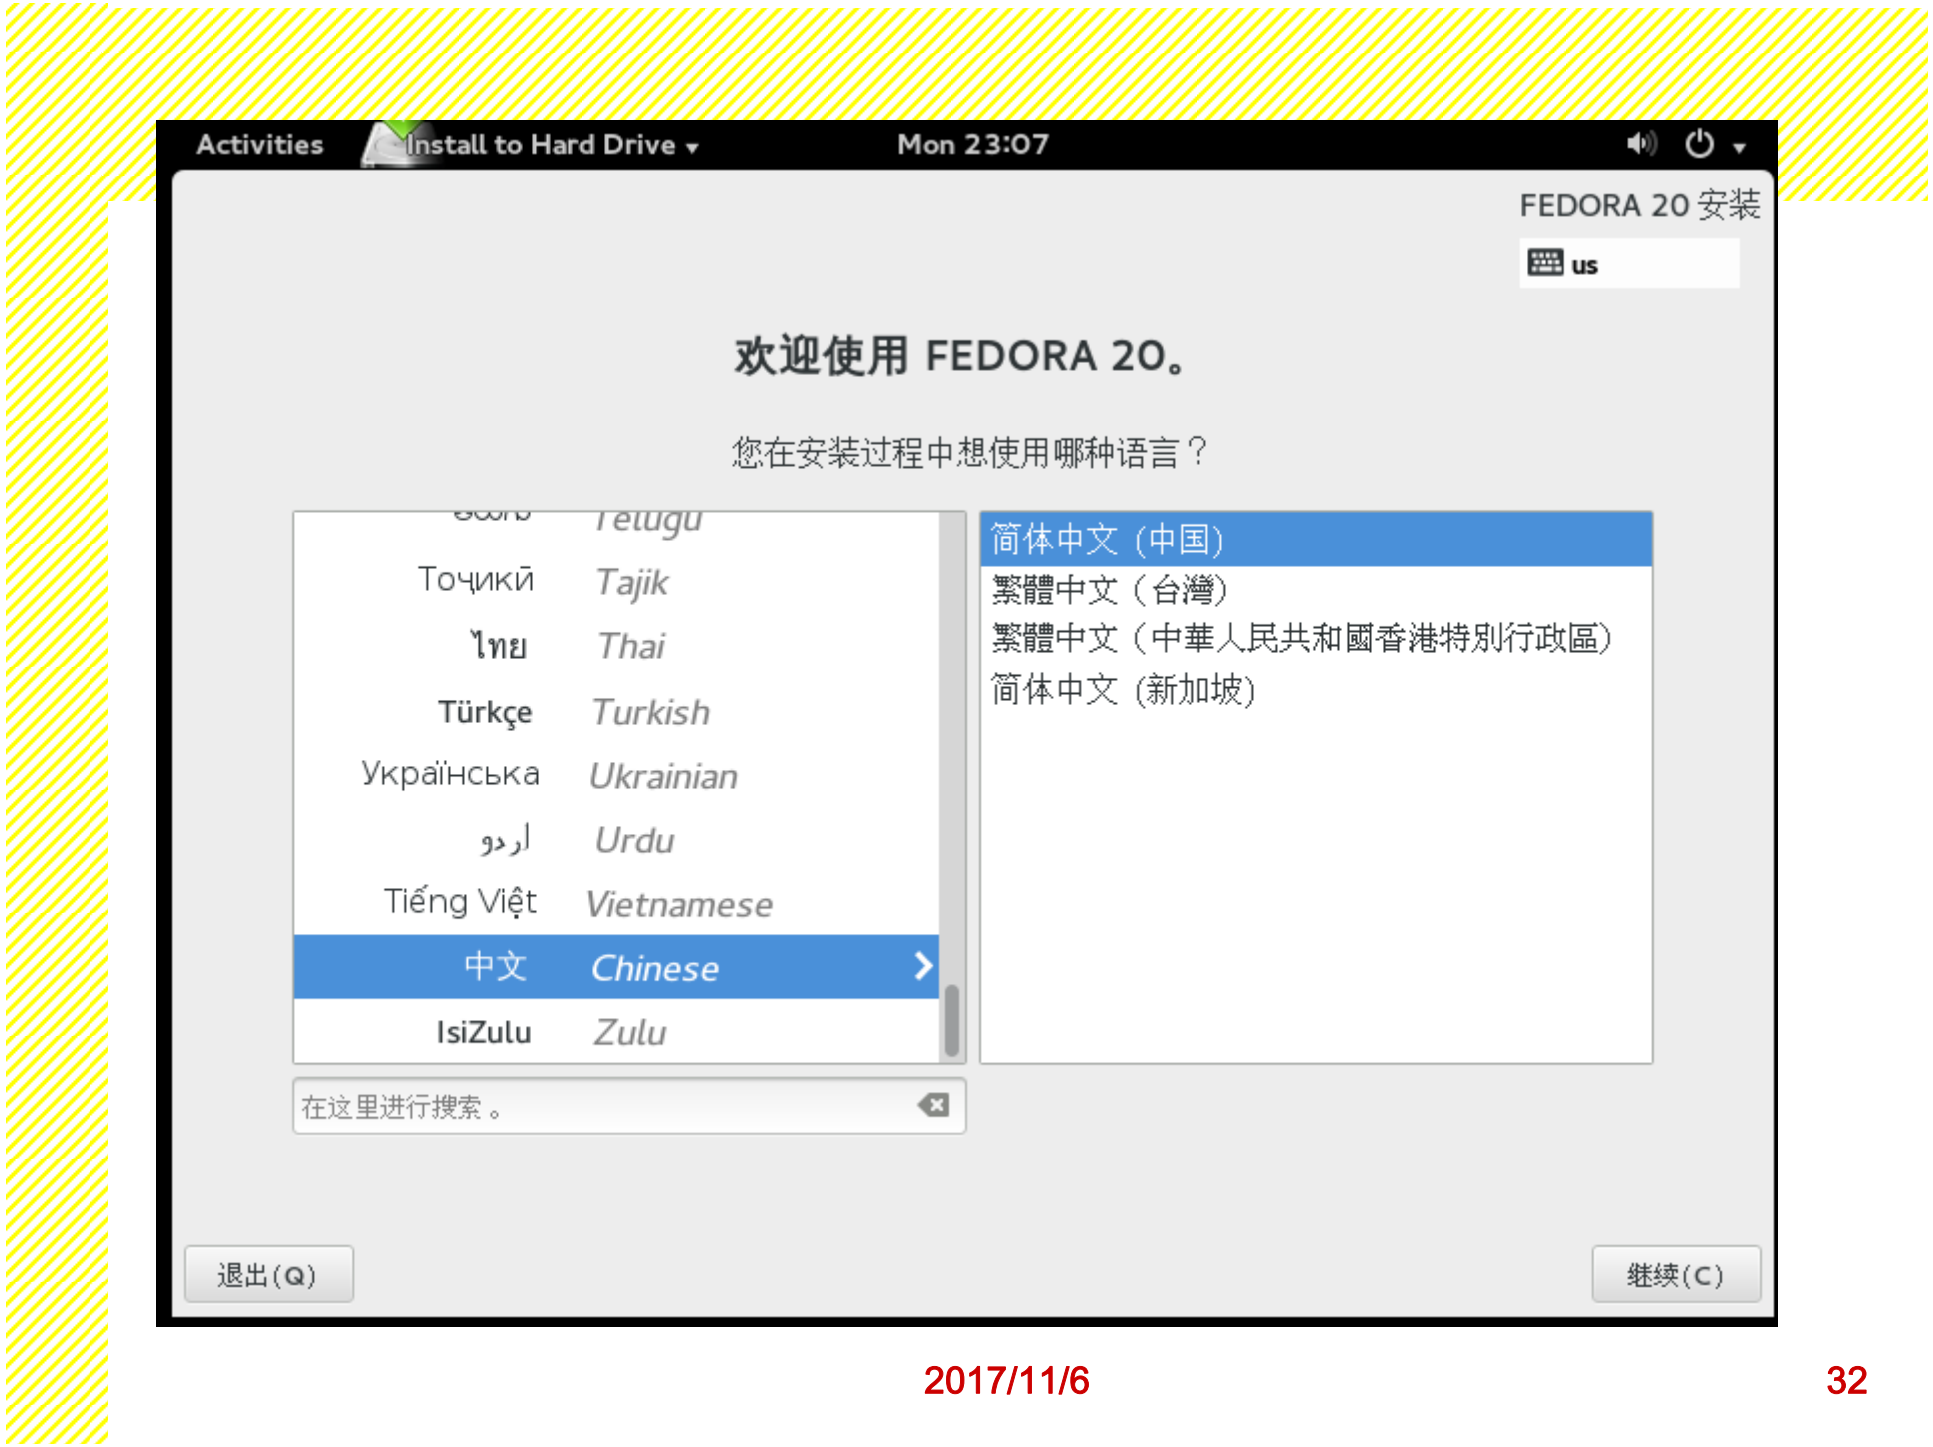 Activities Install to Hard Drive Mon 23:07
FEDORA 20 安装
us
欢迎使用 FEDORA 20。
您在安装过程中想使用哪种语言？
Telugu
Тоҷикӣ Tajik
ไทย Thai
Türkçe Turkish
Українська Ukrainian
اردو Urdu
Tiếng Việt Vietnamese
中文 Chinese
IsiZulu Zulu
简体中文 (中国)
繁體中文（台灣）
繁體中文（中華人民共和國香港特別行政區）
简体中文 (新加坡)
在这里进行搜索。
退出(Q)
继续(C)
2017/11/6
32